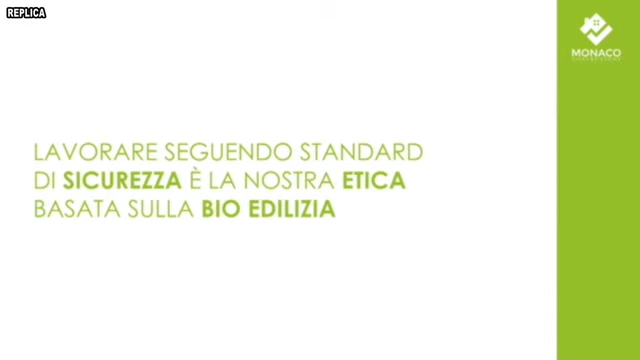 REPLICA
MONACO
LAVORARE SEGUENDO STANDARD
DI SICUREZZA È LA NOSTRA ETICA
BASATA SULLA BIO EDILIZIA